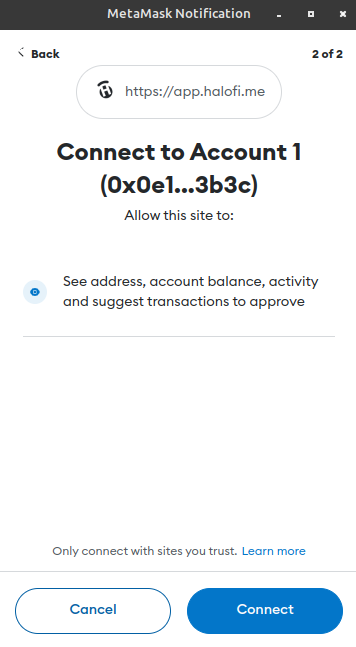 MetaMask Notification
Back
2 of 2
https://app.halofi.me
Connect to Account 1
(0x0e1...3b3c)
Allow this site to:
See address, account balance, activity
and suggest transactions to approve
Only connect with sites you trust. Learn more
Cancel
Connect